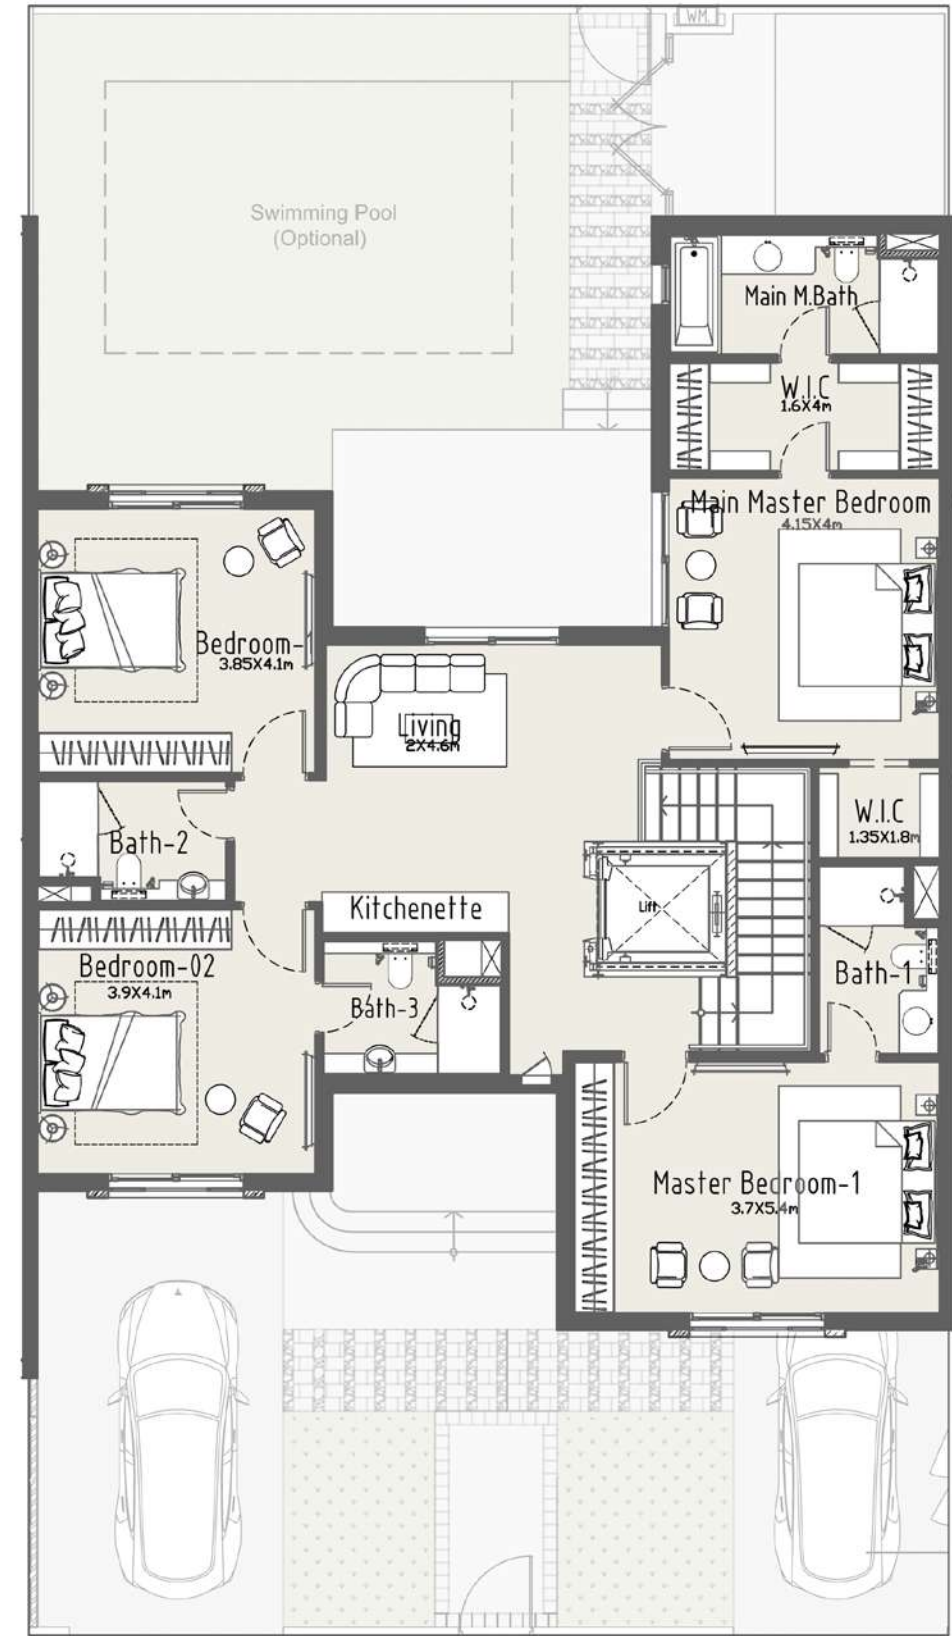 WM.
Swimming Pool
(Optional)
Main M.Bath
W.I.C
1.6X4m
Main Master Bedroom
4.15X4m
Bedroom-
3.85X4.1m
Living
2X4.6m
W.I.C
1.35X1.8m
Bath-2
Kitchenette
Lift
Bedroom-02
3.9X4.1m
Bath-3
Bath-1
Master Bedroom-1
3.7X5.4m